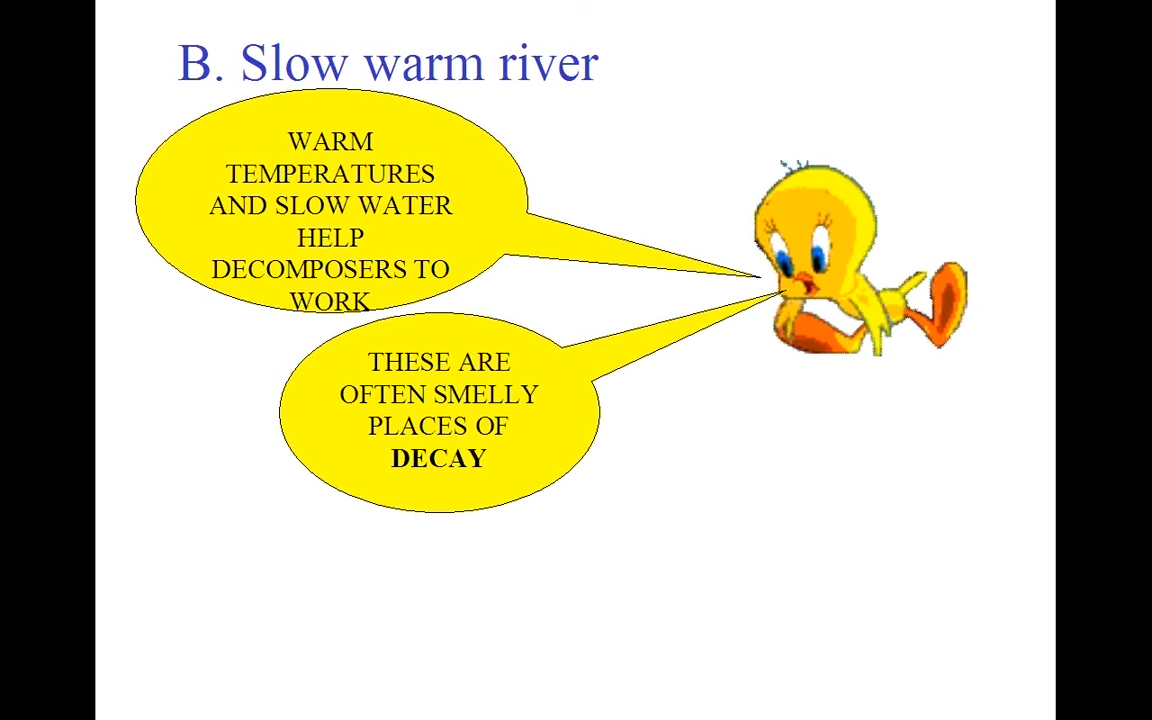 B. Slow warm river
WARM
TEMPERATURES
AND SLOW WATER
HELP
DECOMPOSERS TO
WORK
THESE ARE
OFTEN SMELLY
PLACES OF
DECAY